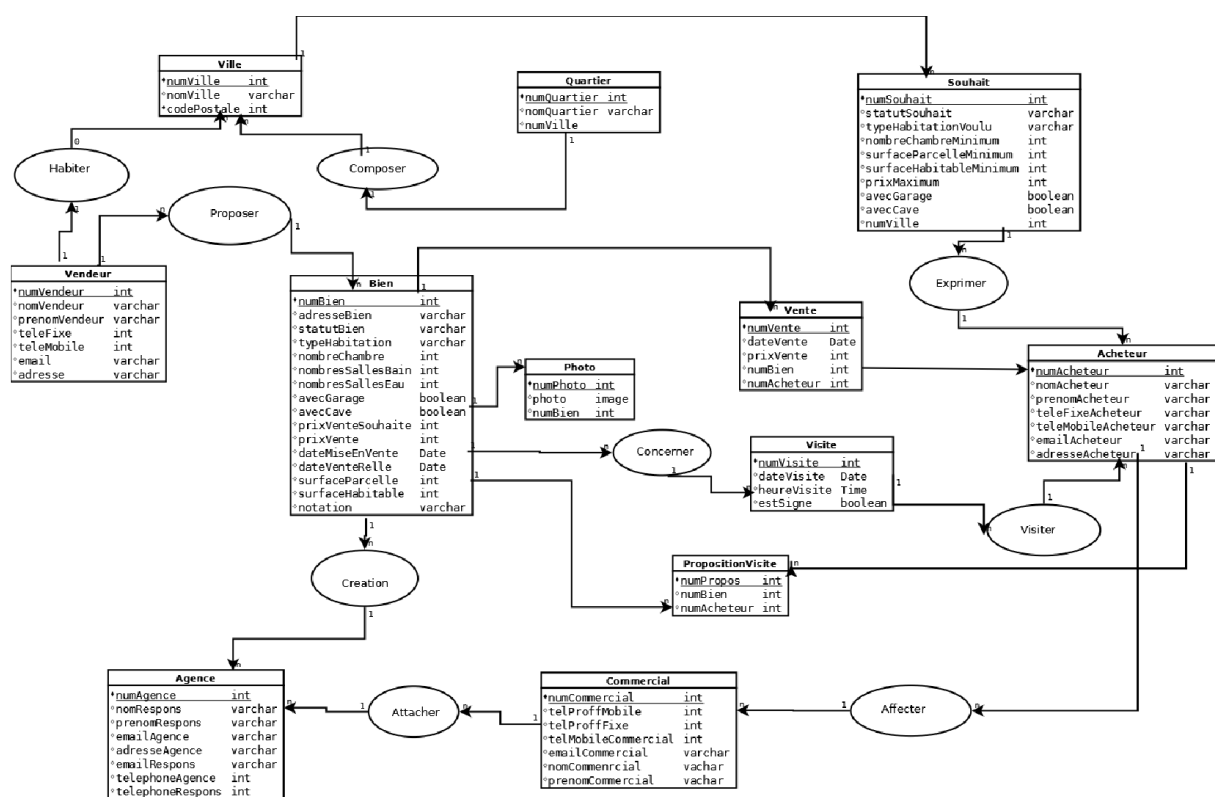 Ville
numVille int
nomVille varchar
codePostale int
Quartier
numQuartier int
nomQuartier varchar
numVille
Souhait
numSouhait int
statutSouhait varchar
typeHabitationVoulu varchar
nombreChambreMinimum int
surfaceParcelleMinimum int
surfaceHabitableMinimum int
prixMaximum int
avecGarage boolean
avecCave boolean
numVille int
Habiter
Composer
Proposer
Exprimer
Vendeur
numVendeur int
nomVendeur varchar
prenomVendeur varchar
teleFixe int
teleMobile int
email varchar
adresse varchar
Bien
numBien int
adresseBien varchar
statutBien varchar
typeHabitation varchar
nombreChambre int
nombresSallesBain int
nombresSallesEau int
avecGarage boolean
avecCave boolean
prixVenteSouhaite int
prixVente int
dateMiseEnVente Date
dateVenteRelle Date
surfaceParcelle int
surfaceHabitable int
notation varchar
Vente
numVente int
dateVente Date
prixVente int
numBien int
numAcheteur int
Photo
numPhoto int
photo image
numBien int
Acheteur
numAcheteur int
nomAcheteur varchar
prenomAcheteur varchar
teleFixeAcheteur varchar
teleMobileAcheteur varchar
emailAcheteur varchar
adresseAcheteur varchar
Concerner
Visite
numVisite int
dateVisite Date
heureVisite Time
estSigne boolean
Visiter
Creation
PropositionVisite
numPropos int
numBien int
numAcheteur int
Agence
numAgence int
nomRespons varchar
prenomRespons varchar
emailAgence varchar
adresseAgence varchar
emailRespons varchar
telephoneAgence int
telephoneRespons int
Attacher
Commercial
numCommercial int
telProffMobile int
telProffFixe int
telMobileCommercial int
emailCommercial varchar
nomCommenrcial vachar
prenomCommercial vachar
Affecter